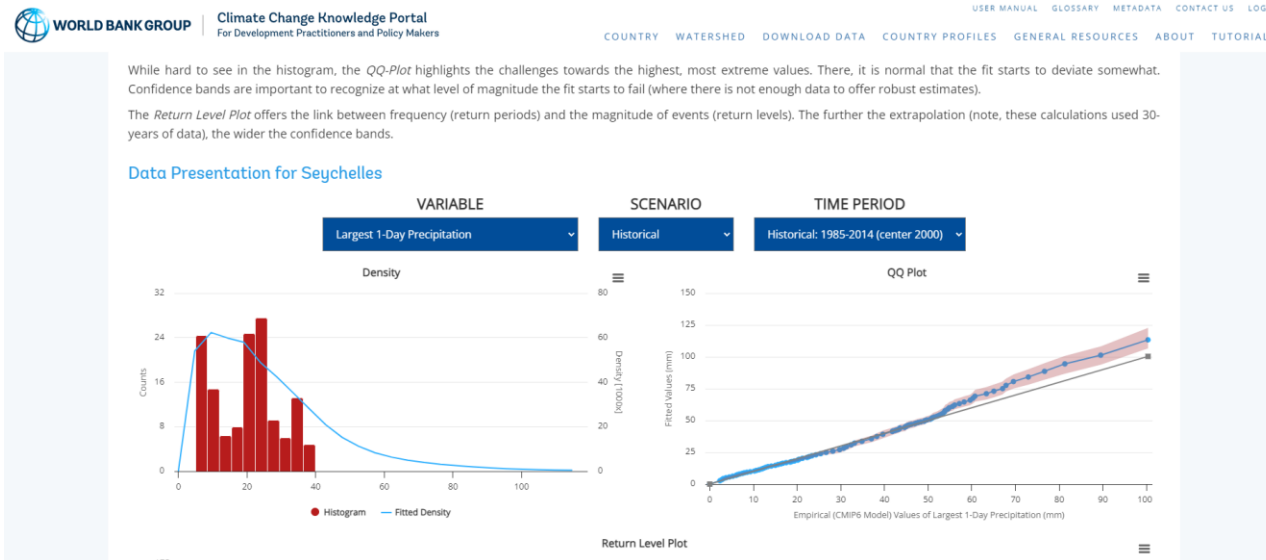 USER MANUAL GLOSSARY METADATA CONTACT US LOG
WORLD BANK GROUP
Climate Change Knowledge Portal
For Development Practitioners and Policy Makers
COUNTRY WATERSHED DOWNLOAD DATA COUNTRY PROFILES GENERAL RESOURCES ABOUT TUTORIAL
While hard to see in the histogram, the QQ-Plot highlights the challenges towards the highest, most extreme values. There, it is normal that the fit starts to deviate somewhat.
Confidence bands are important to recognize at what level of magnitude the fit starts to fail (where there is not enough data to offer robust estimates).
The Return Level Plot offers the link between frequency (return periods) and the magnitude of events (return levels). The further the extrapolation (note, these calculations used 30-
years of data), the wider the confidence bands.
Data Presentation for Seychelles
VARIABLE SCENARIO TIME PERIOD
Largest 1-Day Precipitation Historical Historical: 1985-2014 (center 2000)
Density
32
24
16
8
0
Counts
80
60
40
20
0
Density [1000x]
0 20 40 60 80 100
Histogram Fitted Density
QQ Plot
150
125
100
75
50
25
0
Fitted Values (mm)
0 10 20 30 40 50 60 70 80 90 100
Empirical (CMIP6 Model) Values of Largest 1-Day Precipitation (mm)
Return Level Plot